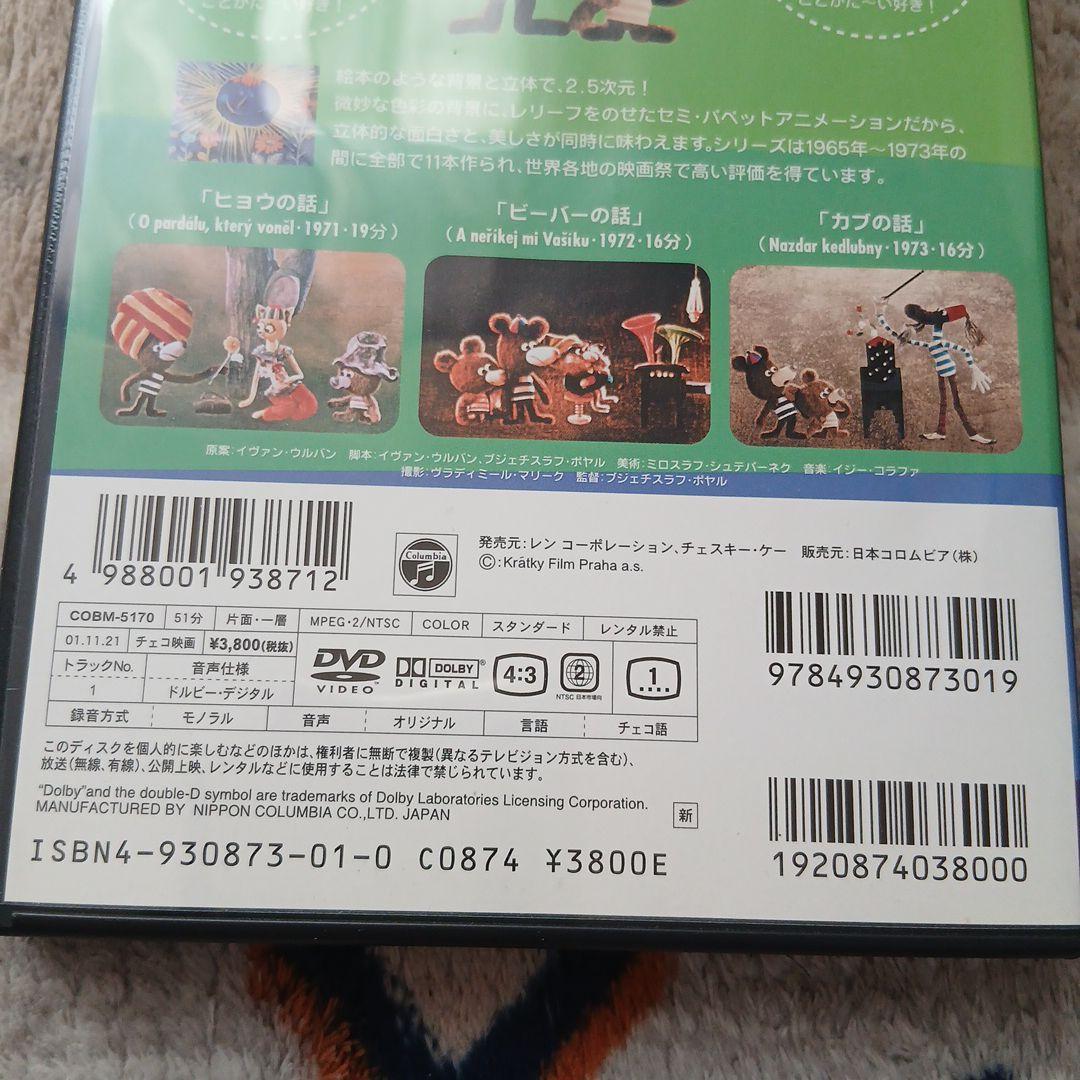 ことがだ〜い好き!
ことがだ〜い好き!
絵本のような背景と立体で、2.5次元!
微妙な色彩の背景に、レリーフをのせたセミ・パペットアニメーションだから、
立体的な面白さと、美しさが同時に味わえます。シリーズは1965年〜1973年の
間に全部で11本作られ、世界各地の映画祭で高い評価を得ています。
「ヒョウの話」
(O pardálu, který voněl・1971・19分)
「ビーバーの話」
(A neříkej mi Vašíku・1972・16分)
「カブの話」
(Nazdar kedlubny・1973・16分)
原案:イヴァン・ウルバン 脚本:イヴァン・ウルバン、ブジェチスラフ・ポヤル 美術:ミロスラフ・シュテパーネク 音楽:イジー・コラファ
撮影:ヴラディミール・マリーク 監督:ブジェチスラフ・ポヤル
4 988001 938712
Columbia
発売元:レン コーポレーション、チェスキー・ケー 販売元:日本コロムビア(株)
©:Krátky Film Praha a.s.
COBM-5170 51分 片面・一層 MPEG・2/NTSC COLOR スタンダード レンタル禁止
01.11.21 チェコ映画 ¥3,800(税抜)
トラックNo. 音声仕様
1 ドルビー・デジタル
DVD VIDEO DOLBY DIGITAL 4:3 2 NTSC 日本市場向 1
録音方式 モノラル 音声 オリジナル 言語 チェコ語
9784930873019
このディスクを個人的に楽しむなどのほかは、権利者に無断で複製(異なるテレビジョン方式を含む)、
放送(無線、有線)、公開上映、レンタルなどに使用することは法律で禁じられています。
"Dolby"and the double-D symbol are trademarks of Dolby Laboratories Licensing Corporation.
MANUFACTURED BY NIPPON COLUMBIA CO.,LTD. JAPAN
新
ISBN4-930873-01-0 C0874 ¥3800E
1920874038000